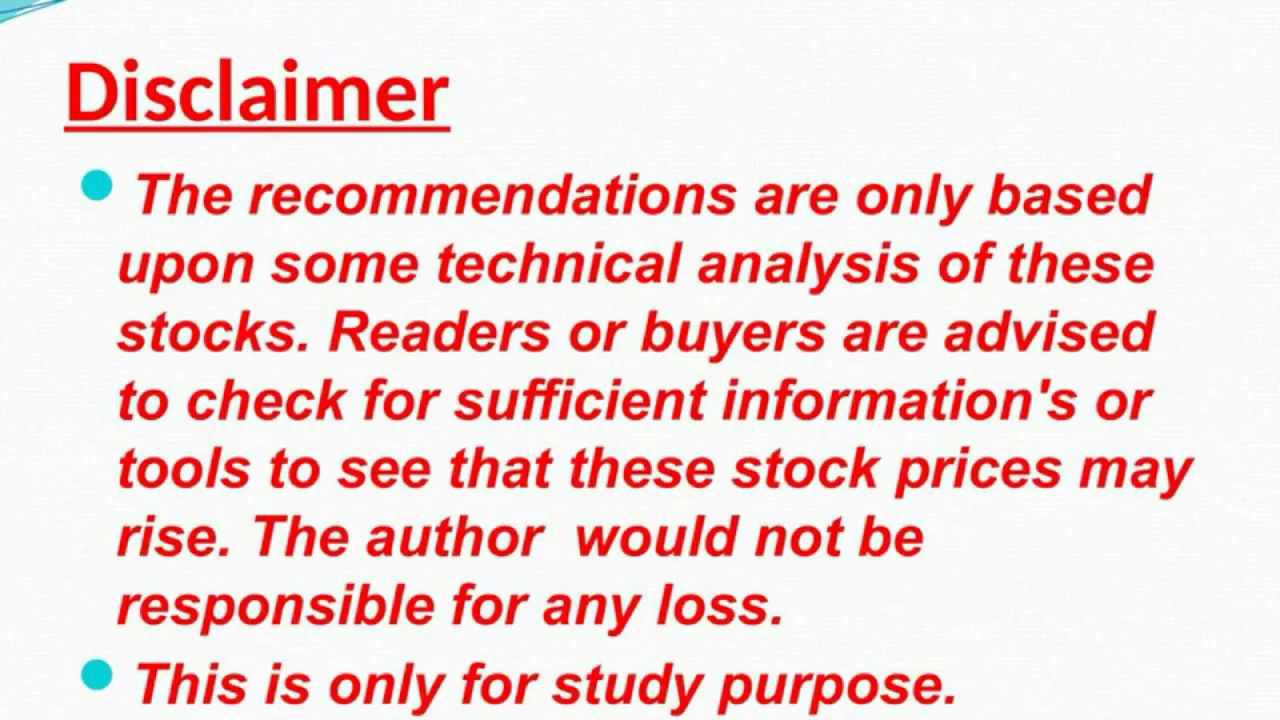 Disclaimer
The recommendations are only based
upon some technical analysis of these
stocks. Readers or buyers are advised
to check for sufficient information's or
tools to see that these stock prices may
rise. The author  would not be
responsible for any loss.
This is only for study purpose.